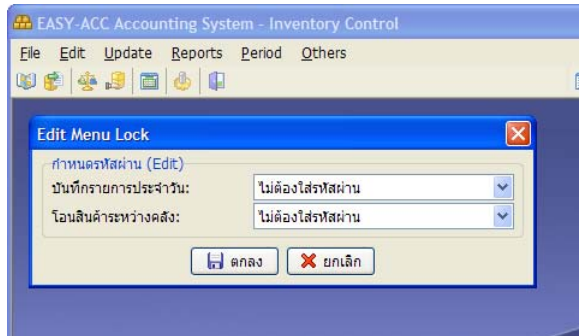 EASY-ACC Accounting System - Inventory Control
File Edit Update Reports Period Others
Edit Menu Lock
กำหนดรหัสผ่าน (Edit)
บันทึกรายการประจำวัน: ไม่ต้องใส่รหัสผ่าน
โอนสินค้าระหว่างคลัง: ไม่ต้องใส่รหัสผ่าน
ตกลง ยกเลิก